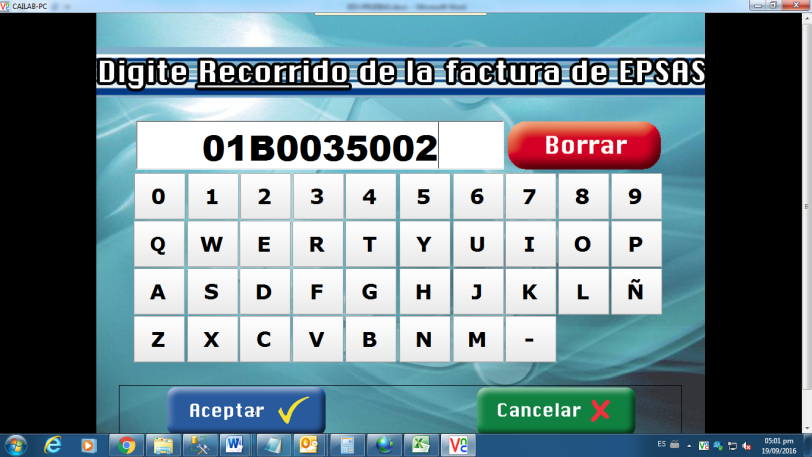 CAJLAB-PC
Digite Recorrido de la factura de EPSAS
01B0035002
Borrar
0 1 2 3 4 5 6 7 8 9
Q W E R T Y U I O P
A S D F G H J K L Ñ
Z X C V B N M -
Aceptar
Cancelar
ES
05:01 pm
19/09/2016